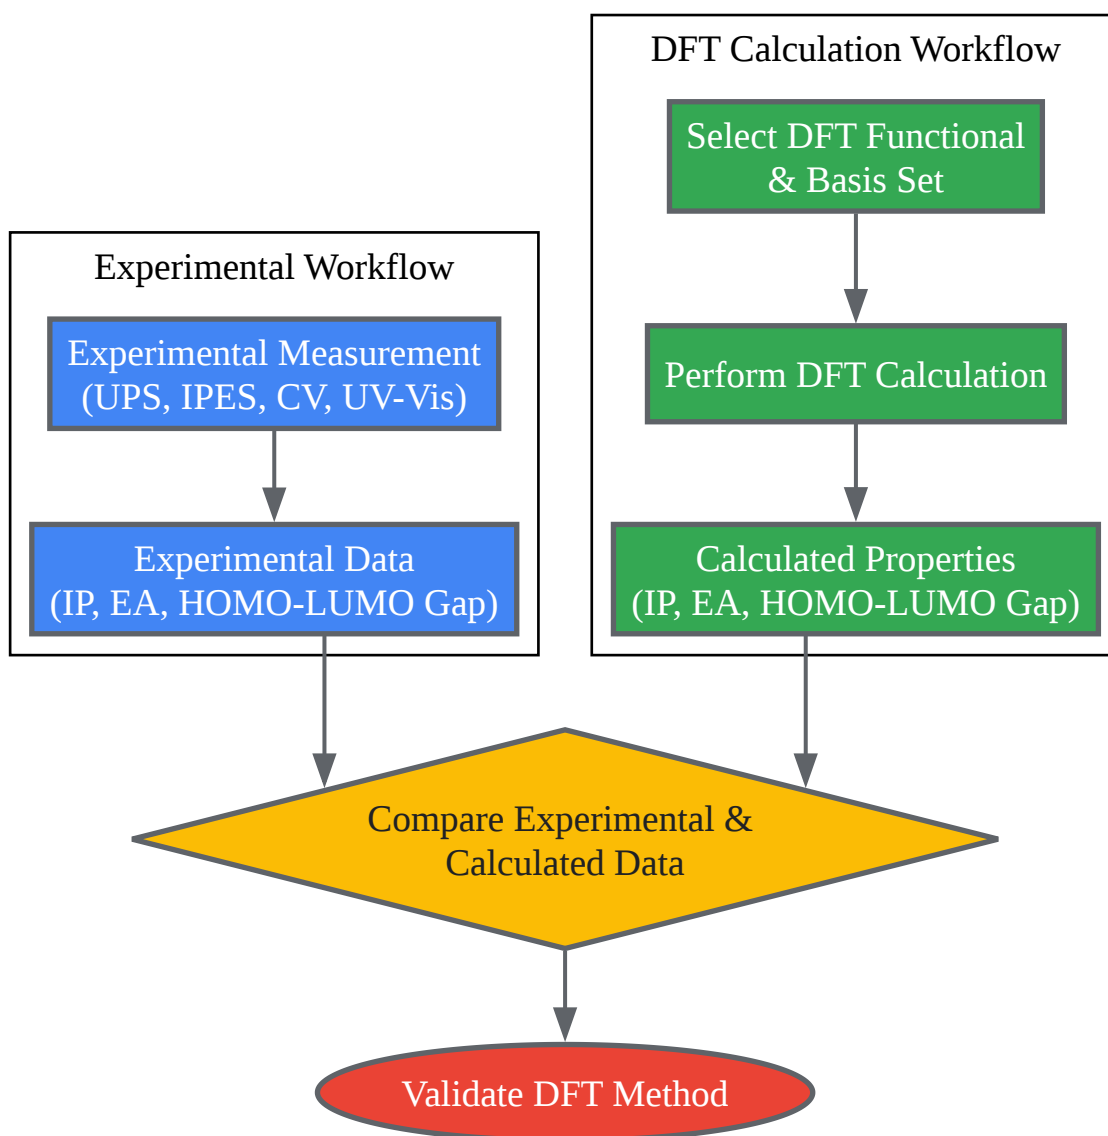 DFT Calculation Workflow
Select DFT Functional
& Basis Set
Experimental Workflow
Experimental Measurement
(UPS, IPES, CV, UV-Vis)
Perform DFT Calculation
Experimental Data
(IP, EA, HOMO-LUMO Gap)
Calculated Properties
(IP, EA, HOMO-LUMO Gap)
Compare Experimental &
Calculated Data
Validate DFT Method